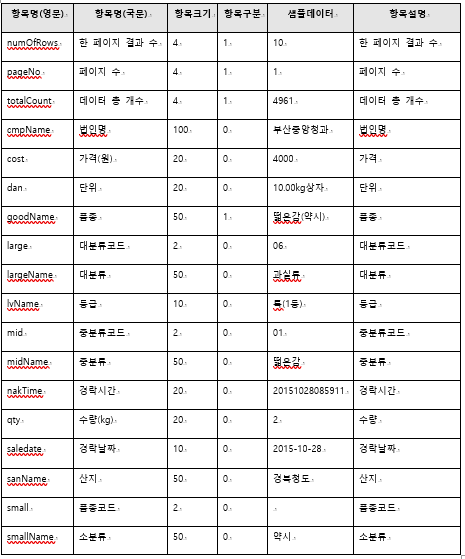 항목명(영문) 항목명(국문) 항목크기 항목구분 샘플데이터 항목설명
numOfRows 한 페이지 결과 수 4 1 10 한 페이지 결과 수
pageNo 페이지 수 4 1 1 페이지 수
totalCount 데이터 총 개수 4 1 4961 데이터 총 개수
cmpName 법인명 100 0 부산중앙청과 법인명
cost 가격(원) 20 0 4000 가격
dan 단위 20 0 10.00kg상자 단위
goodName 품종 50 1 떫은감(약시) 품종
large 대분류코드 2 0 06 대분류코드
largeName 대분류 50 0 과실류 대분류
lvName 등급 10 0 특(1등) 등급
mid 중분류코드 2 0 01 중분류코드
midName 중분류 50 0 떫은감 중분류
nakTime 경락시간 20 0 20151028085911 경락시간
qty 수량(kg) 20 0 2 수량
saledate 경락날짜 10 0 2015-10-28 경락날짜
sanName 산지 50 0 경북청도 산지
small 품종코드 2 0 품종코드
smallName 소분류 50 0 약시 소분류